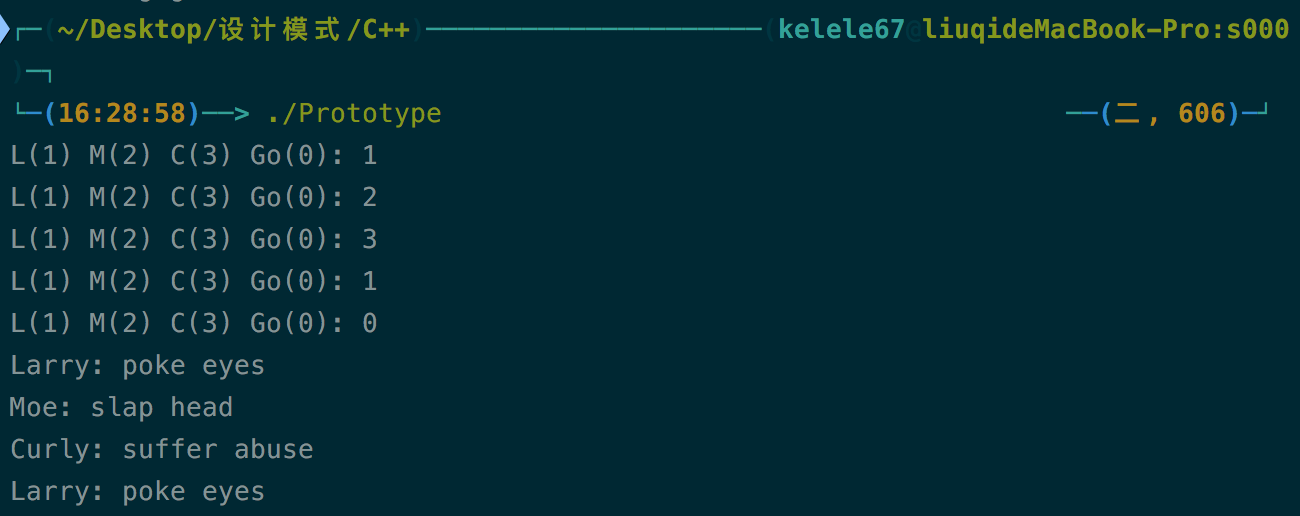 ┌─(~/Desktop/设计模式/C++)─────────────────────(kelele67@liuqideMacBook-Pro:s000
)─┐
└─(16:28:58)──> ./Prototype ──(二, 606)─┘
L(1) M(2) C(3) Go(0): 1
L(1) M(2) C(3) Go(0): 2
L(1) M(2) C(3) Go(0): 3
L(1) M(2) C(3) Go(0): 1
L(1) M(2) C(3) Go(0): 0
Larry: poke eyes
Moe: slap head
Curly: suffer abuse
Larry: poke eyes